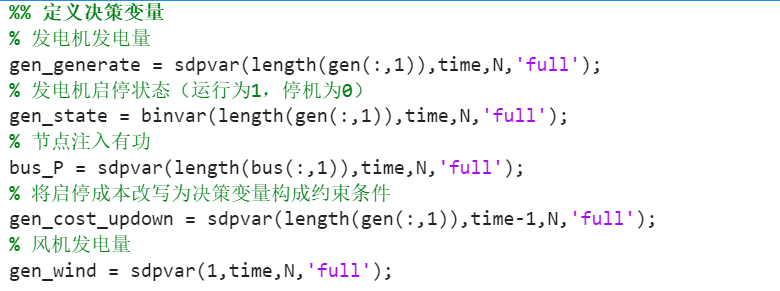 %% 定义决策变量
% 发电机发电量
gen_generate = sdpvar(length(gen(:,1)),time,N,'full');
% 发电机启停状态（运行为1，停机为0）
gen_state = binvar(length(gen(:,1)),time,N,'full');
% 节点注入有功
bus_P = sdpvar(length(bus(:,1)),time,N,'full');
% 将启停成本改写为决策变量构成约束条件
gen_cost_updown = sdpvar(length(gen(:,1)),time-1,N,'full');
% 风机发电量
gen_wind = sdpvar(1,time,N,'full');